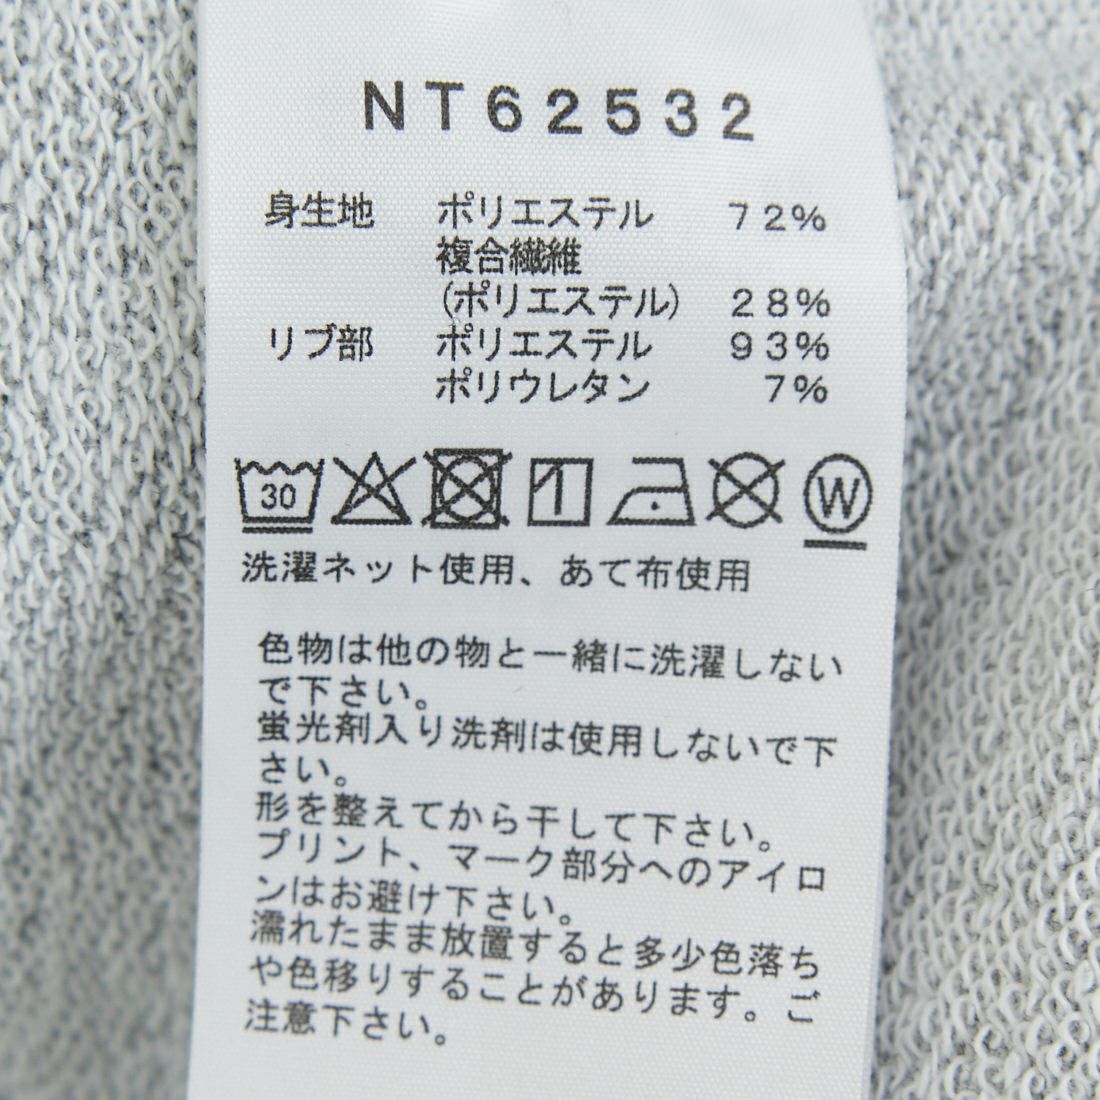 NT62532
身生地 ポリエステル 72%
複合繊維
(ポリエステル) 28%
リブ部 ポリエステル 93%
ポリウレタン 7%
30 W
洗濯ネット使用、あて布使用
色物は他の物と一緒に洗濯しない
で下さい。
蛍光剤入り洗剤は使用しないで下
さい。
形を整えてから干して下さい。
プリント、マーク部分へのアイロ
ンはお避け下さい。
濡れたまま放置すると多少色落ち
や色移りすることがあります。ご
注意下さい。